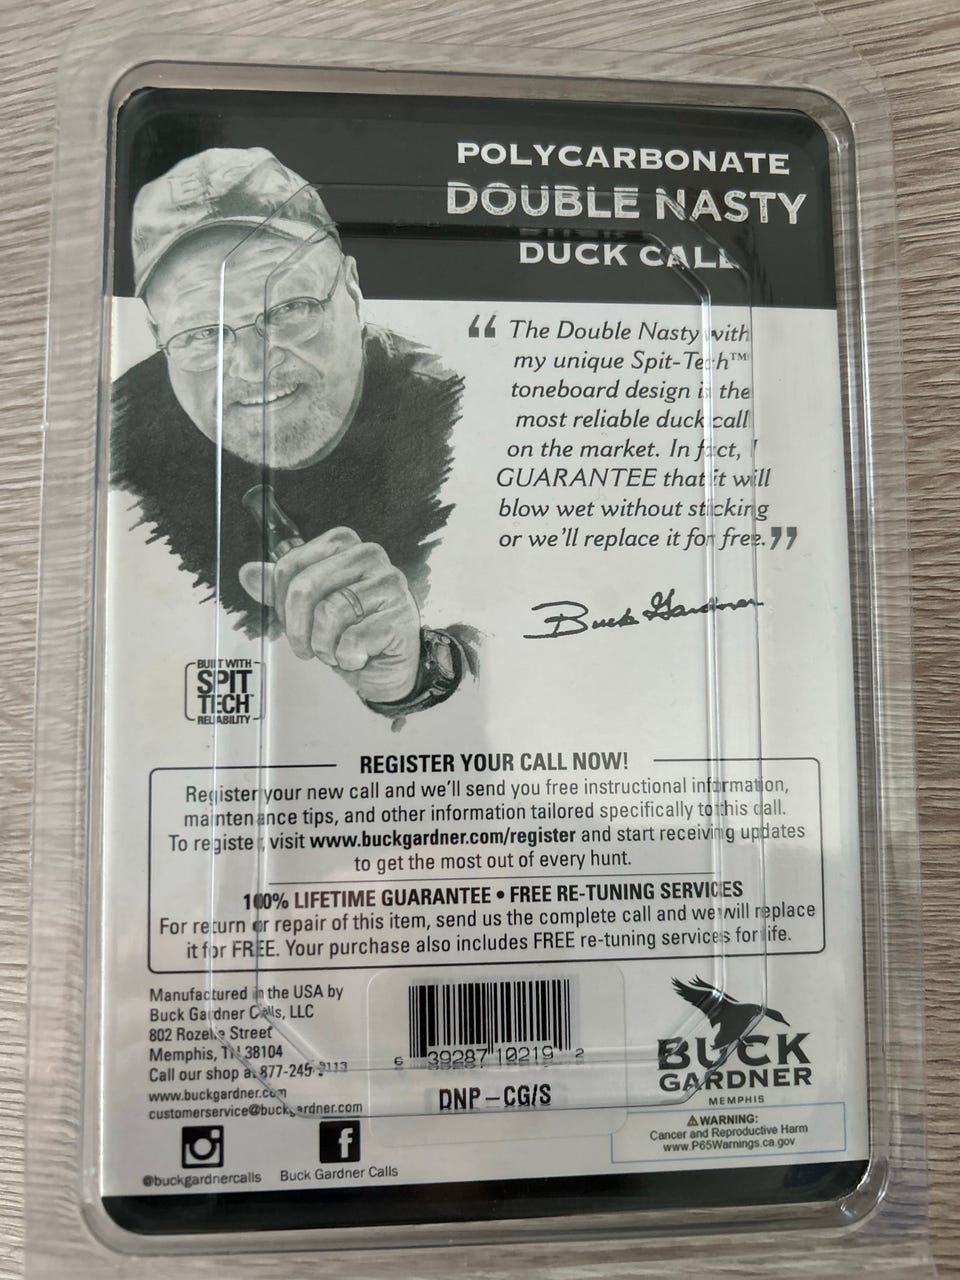 POLYCARBONATE
DOUBLE NASTY
DUCK CALL
“ The Double Nasty with
my unique Spit-Tech™
toneboard design is the
most reliable duck call
on the market. In fact, I
GUARANTEE that it will
blow wet without sticking
or we'll replace it for free.”
Buck Gardner
BUILT WITH
SPIT
TECH
RELIABILITY
REGISTER YOUR CALL NOW!
Register your new call and we'll send you free instructional information,
maintenance tips, and other information tailored specifically to this call.
To register, visit www.buckgardner.com/register and start receiving updates
to get the most out of every hunt.
100% LIFETIME GUARANTEE • FREE RE-TUNING SERVICES
For return or repair of this item, send us the complete call and we will replace
it for FREE. Your purchase also includes FREE re-tuning services for life.
Manufactured in the USA by
Buck Gardner Calls, LLC
802 Rozelle Street
Memphis, TN 38104
Call our shop at 877-245-3113
www.buckgardner.com
customerservice@buckgardner.com
@buckgardnercalls
Buck Gardner Calls
6 39287 10219 2
DNP-CG/S
BUCK
GARDNER
MEMPHIS
WARNING:
Cancer and Reproductive Harm
www.P65Warnings.ca.gov